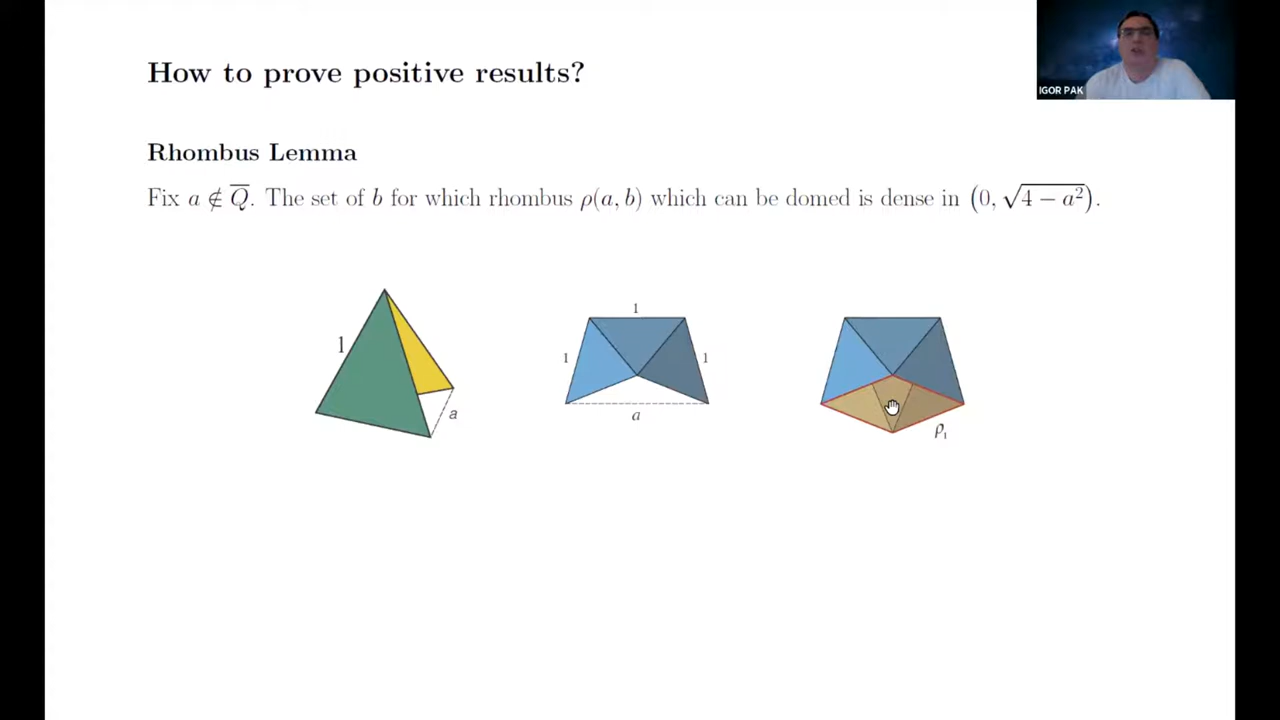 How to prove positive results?
IGOR PAK
Rhombus Lemma
Fix a ∉ Q̅. The set of b for which rhombus ρ(a, b) which can be domed is dense in (0, √4 − a²).
1
a
1
1
1
a
ρ₁